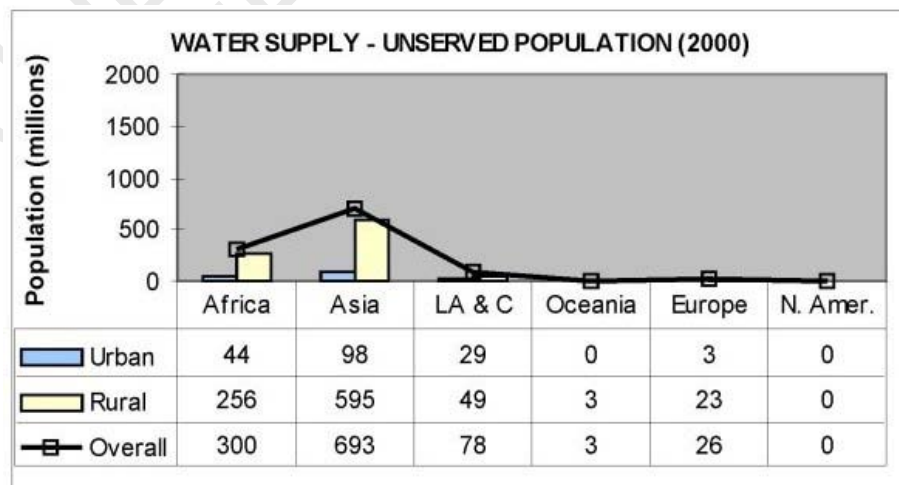 WATER SUPPLY - UNSERVED POPULATION (2000)
Population (millions)
2000
1500
1000
500
0
Africa Asia LA & C Oceania Europe N. Amer.
Urban 44 98 29 0 3 0
Rural 256 595 49 3 23 0
Overall 300 693 78 3 26 0